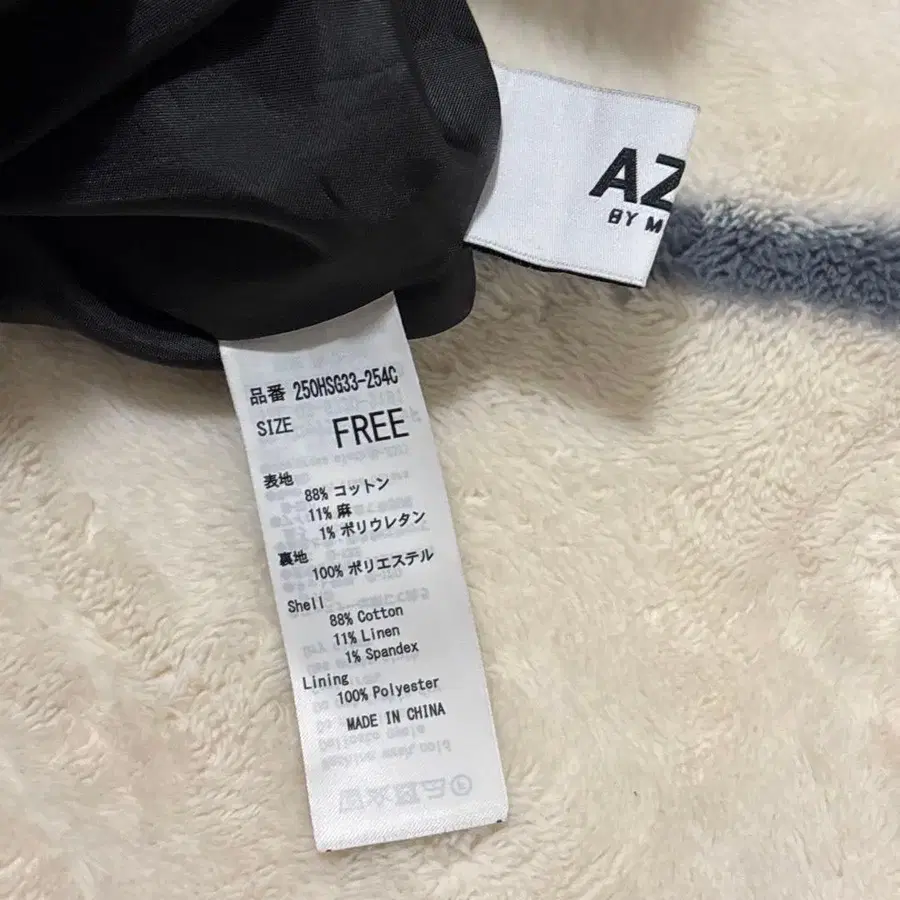 AZ
BY M
品番 250HSG33-254C
SIZE FREE
表地
88% コットン
11% 麻
1% ポリウレタン
裏地
100% ポリエステル
Shell
88% Cotton
11% Linen
1% Spandex
Lining
100% Polyester
MADE IN CHINA